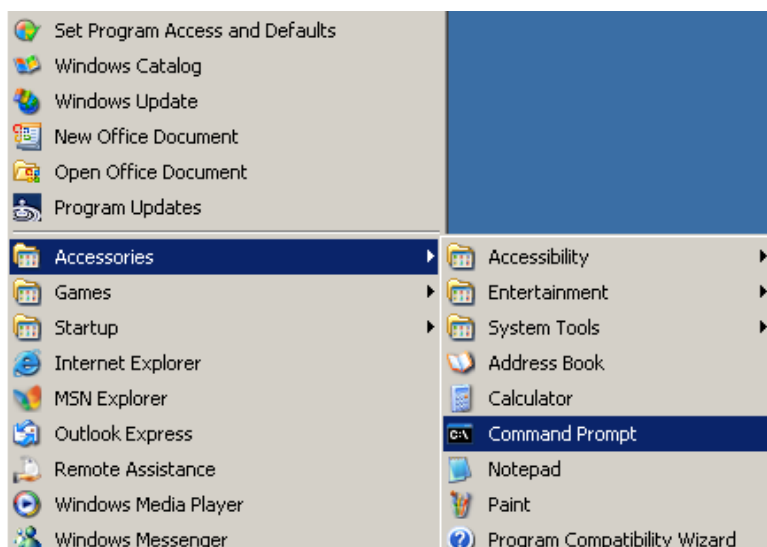 Set Program Access and Defaults
Windows Catalog
Windows Update
New Office Document
Open Office Document
Program Updates
Accessories
Games
Startup
Internet Explorer
MSN Explorer
Outlook Express
Remote Assistance
Windows Media Player
Windows Messenger
Accessibility
Entertainment
System Tools
Address Book
Calculator
C:\ Command Prompt
Notepad
Paint
Program Compatibility Wizard